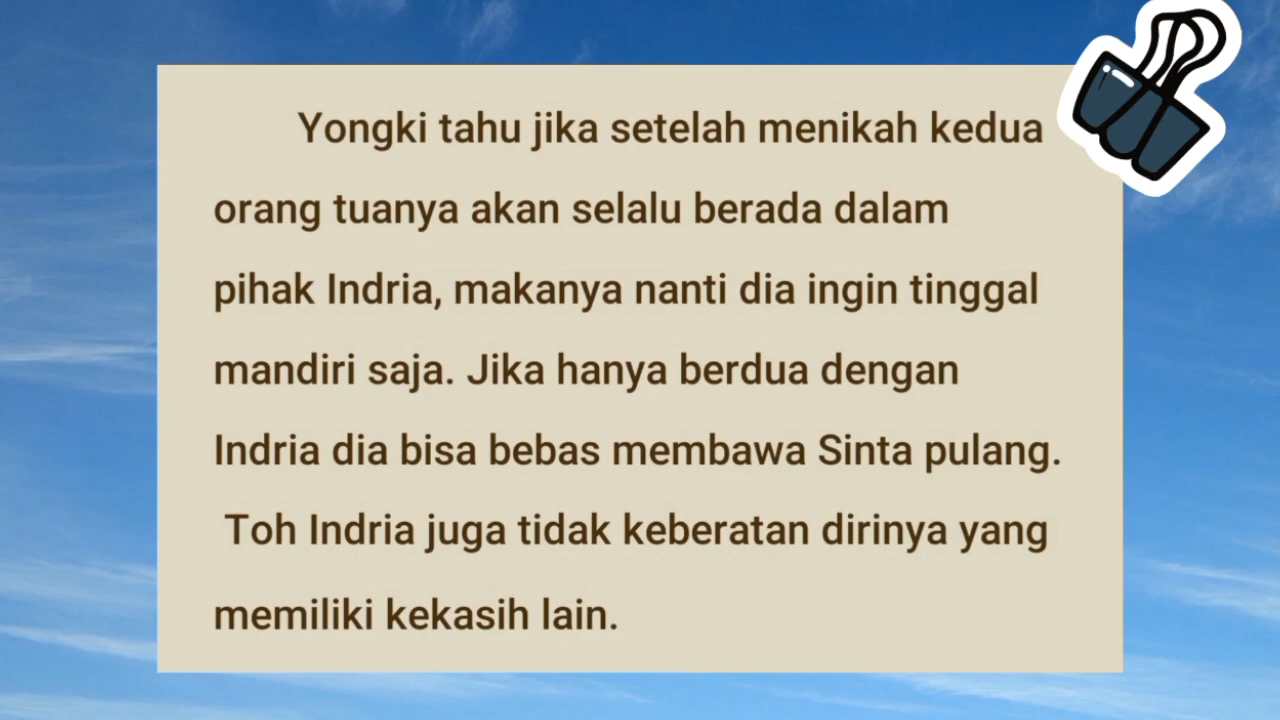 Yongki tahu jika setelah menikah kedua
orang tuanya akan selalu berada dalam
pihak Indria, makanya nanti dia ingin tinggal
mandiri saja. Jika hanya berdua dengan
Indria dia bisa bebas membawa Sinta pulang.
Toh Indria juga tidak keberatan dirinya yang
memiliki kekasih lain.